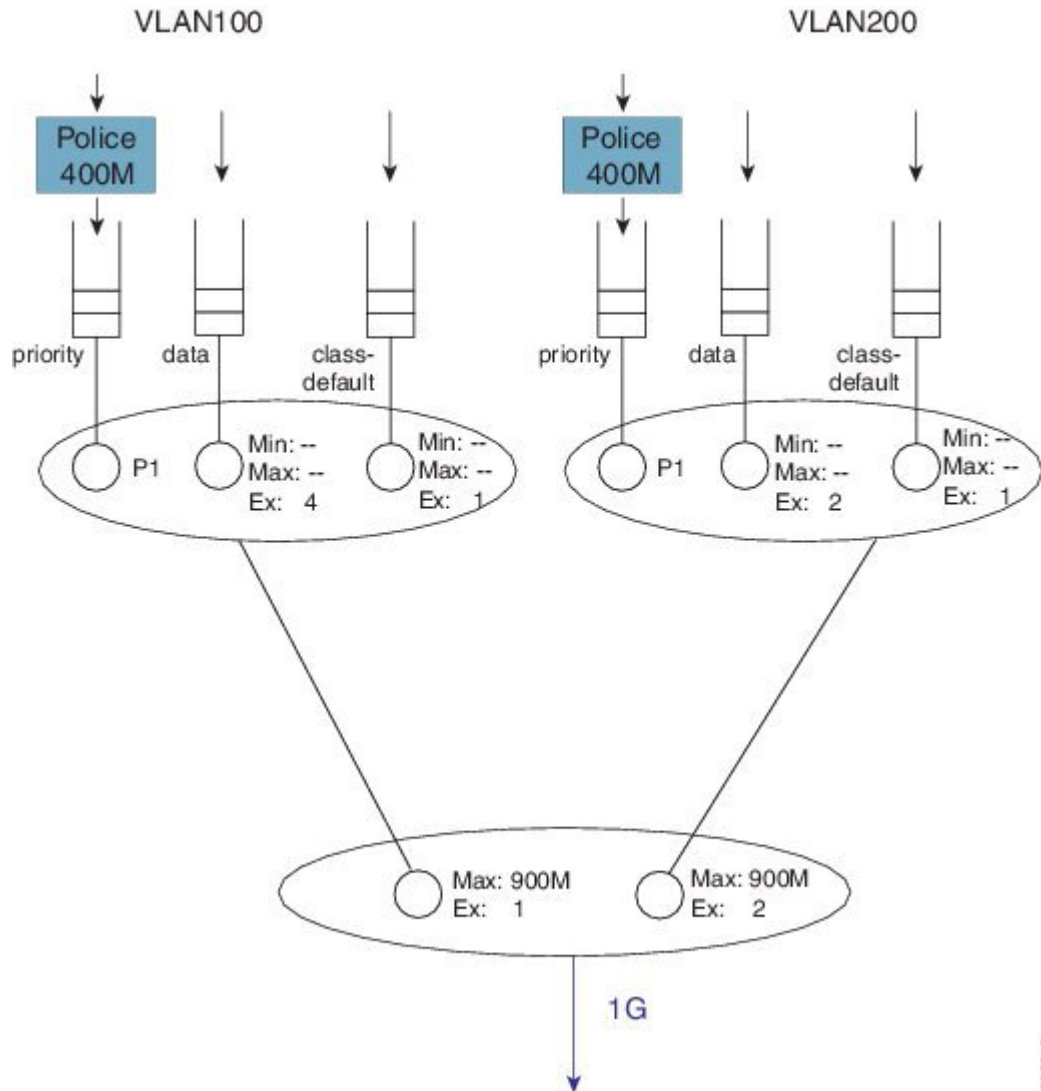 VLAN100
VLAN200
Police
400M
Police
400M
priority
data
class-
default
priority
data
class-
default
P1
Min: --
Max: --
Ex: 4
Min: --
Max: --
Ex: 1
P1
Min: --
Max: --
Ex: 2
Min: --
Max: --
Ex: 1
Max: 900M
Ex: 1
Max: 900M
Ex: 2
1G